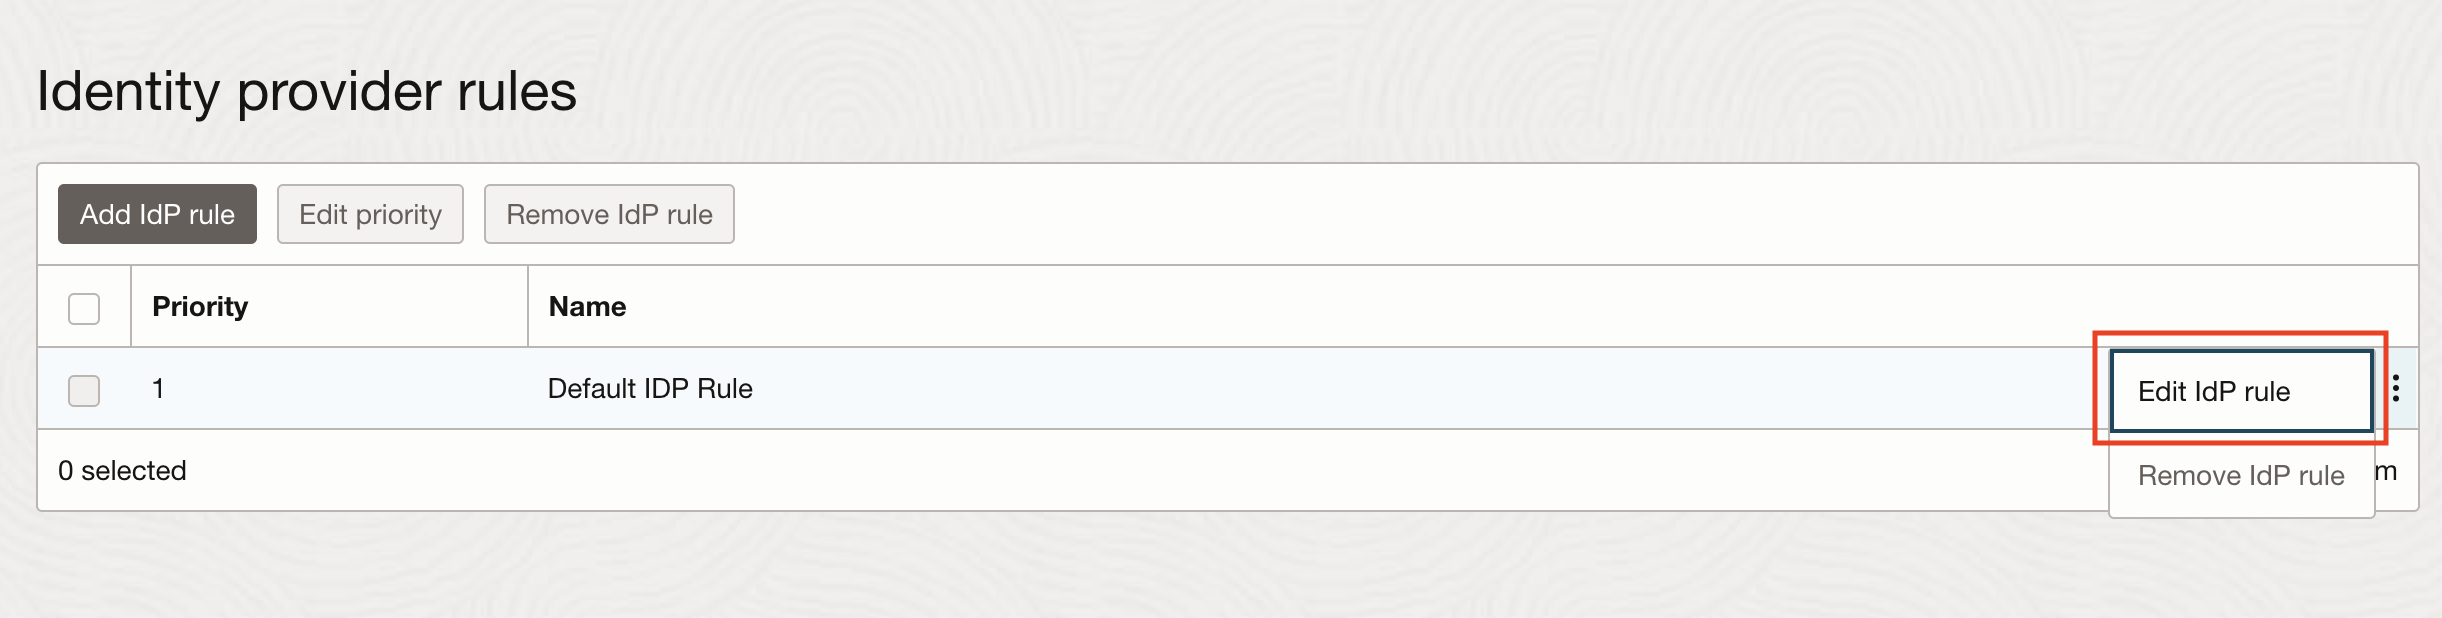 Identity provider rules
Add IdP rule Edit priority Remove IdP rule
Priority Name
1 Default IDP Rule Edit IdP rule
0 selected Remove IdP rule